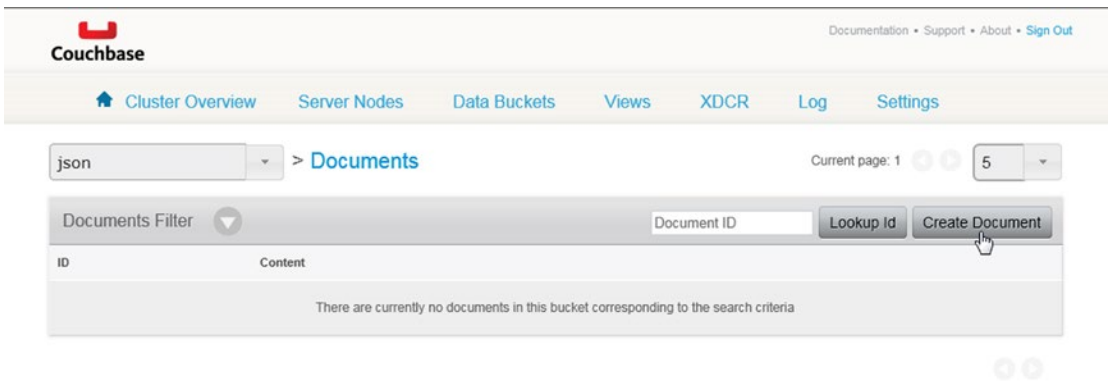 Couchbase
Documentation • Support • About • Sign Out
Cluster Overview Server Nodes Data Buckets Views XDCR Log Settings
json > Documents Current page: 1 5
Documents Filter Document ID Lookup Id Create Document
ID Content
There are currently no documents in this bucket corresponding to the search criteria